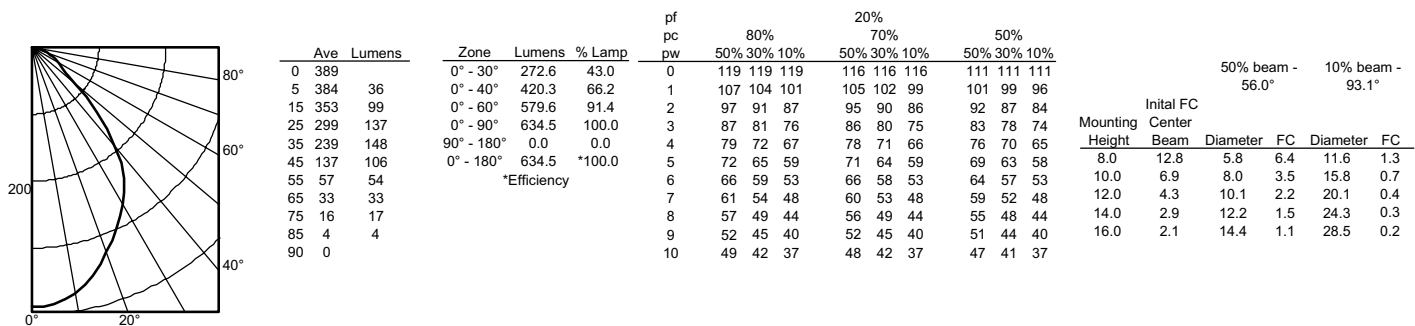 80°
60°
200
40°
0° 20°
Ave Lumens
0 389
5 384 36
15 353 99
25 299 137
35 239 148
45 137 106
55 57 54
65 33 33
75 16 17
85 4 4
90 0
Zone Lumens % Lamp
0° - 30° 272.6 43.0
0° - 40° 420.3 66.2
0° - 60° 579.6 91.4
0° - 90° 634.5 100.0
90° - 180° 0.0 0.0
0° - 180° 634.5 *100.0
*Efficiency
pf 20%
pc 80% 70% 50%
pw 50% 30% 10% 50% 30% 10% 50% 30% 10%
0 119 119 119 116 116 116 111 111 111
1 107 104 101 105 102 99 101 99 96
2 97 91 87 95 90 86 92 87 84
3 87 81 76 86 80 75 83 78 74
4 79 72 67 78 71 66 76 70 65
5 72 65 59 71 64 59 69 63 58
6 66 59 53 66 58 53 64 57 53
7 61 54 48 60 53 48 59 52 48
8 57 49 44 56 49 44 55 48 44
9 52 45 40 52 45 40 51 44 40
10 49 42 37 48 42 37 47 41 37
50% beam - 10% beam -
56.0° 93.1°
Inital FC
Mounting Center
Height Beam Diameter FC Diameter FC
8.0 12.8 5.8 6.4 11.6 1.3
10.0 6.9 8.0 3.5 15.8 0.7
12.0 4.3 10.1 2.2 20.1 0.4
14.0 2.9 12.2 1.5 24.3 0.3
16.0 2.1 14.4 1.1 28.5 0.2